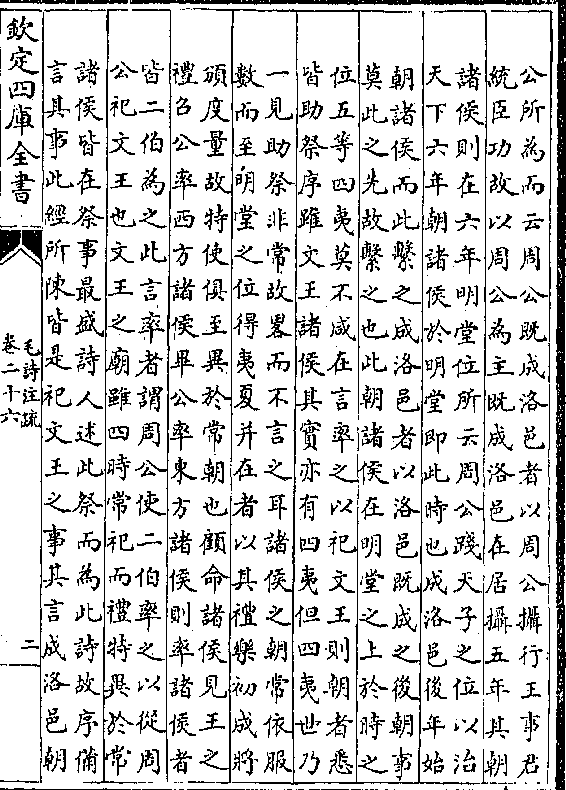 公所為而云周公既成洛邑者以周公攝行王事君
統臣功故以周公為主既成洛邑在居攝五年其朝
諸侯則在六年明堂位所云周公踐天子之位以治
天下六年朝諸侯於明堂即此時也成洛邑後年始
朝諸侯而此繫之成洛邑者以洛邑既成之後朝事
莫此之先故繫之也此朝諸侯在明堂之上於時之
位五等四夷莫不咸在言率之以祀文王則朝者悉
皆助祭序雖文王諸侯其實亦有四夷但四夷世乃
一見助祭非常故畧而不言之耳諸侯之朝常依服
數而至明堂之位得夷夏并在者以其禮樂初成將
頒度量故特使俱至異於常朝也顧命諸侯見王之
禮召公率西方諸侯畢公率東方諸侯則率諸侯者
皆二伯為之此言率者謂周公使二伯率之以從周
公祀文王也文王之廟雖四時常祀而禮特異於常
諸侯皆在祭事最盛詩人述此祭而為此詩故序備
言其事此經所陳皆是祀文王之事其言成洛邑朝
欽定四庫全書
毛詩注疏
卷二十六
二